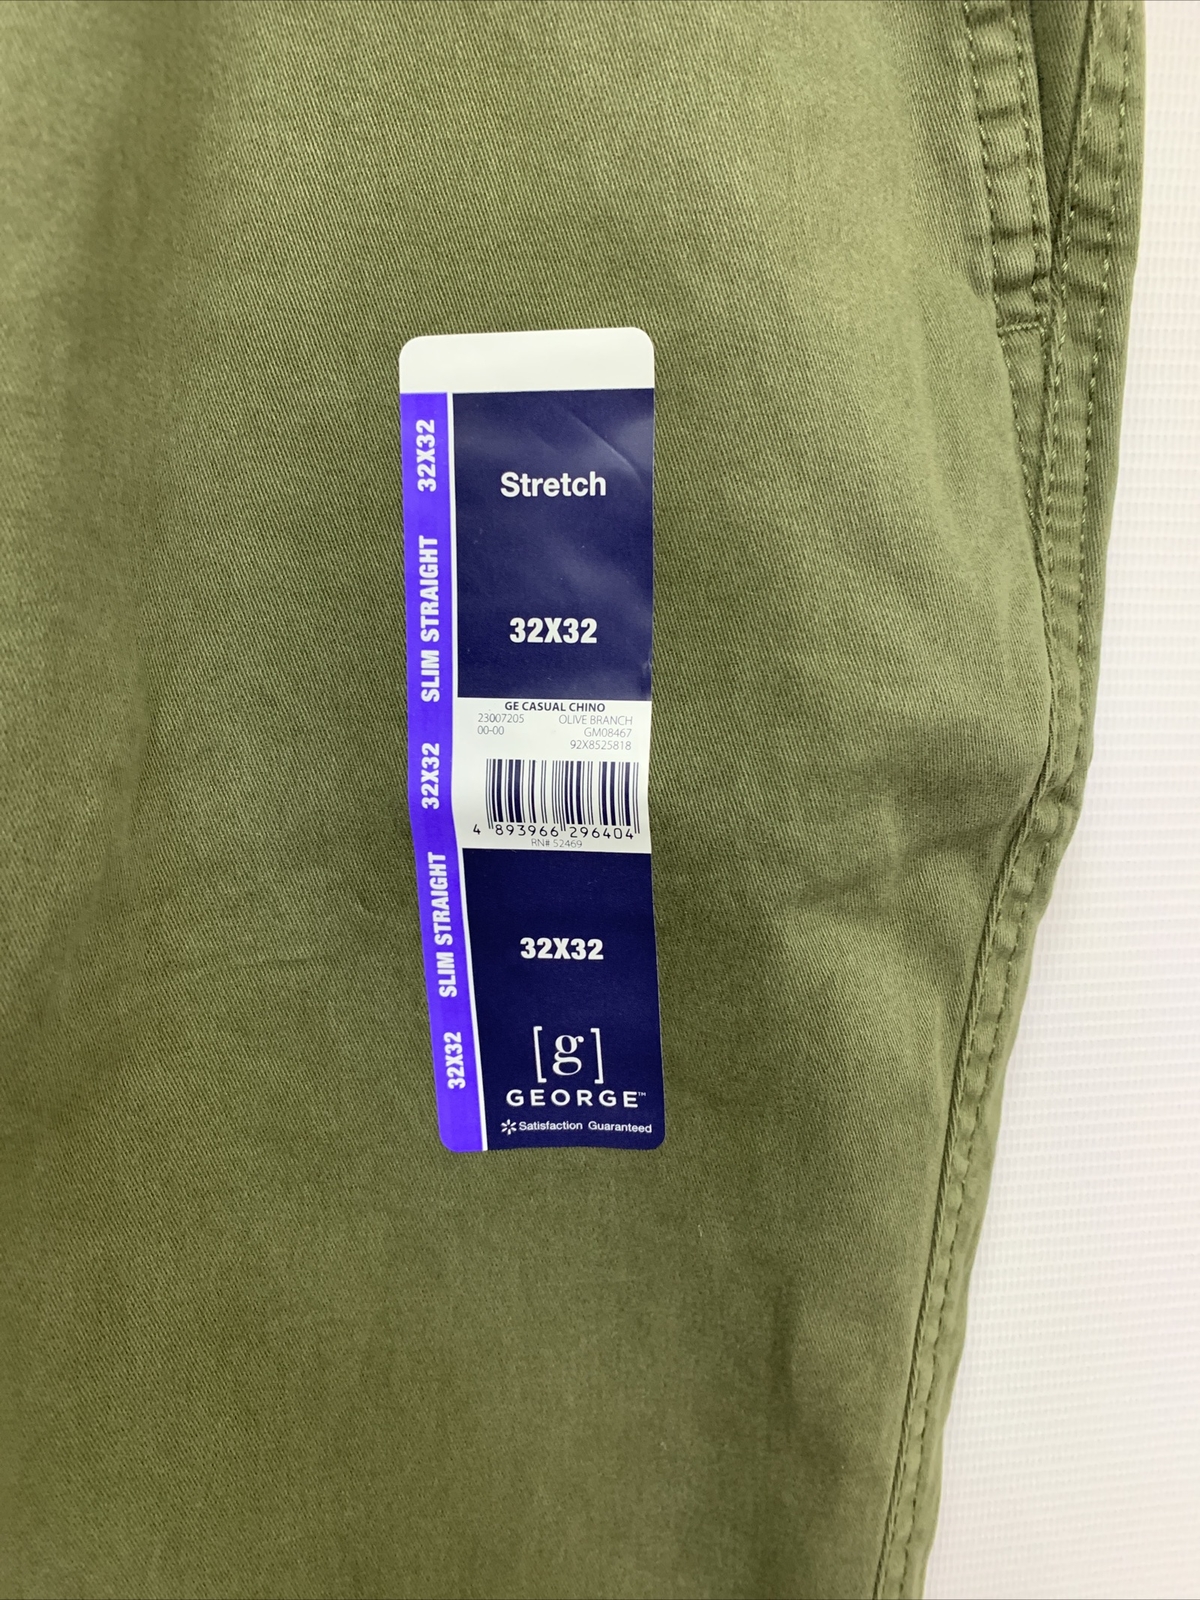 32X32
SLIM STRAIGHT
32X32
SLIM STRAIGHT
32X32
Stretch
32X32
GE CASUAL CHINO
23007205 OLIVE BRANCH
00-00 GM08467
92X8525818
4 893966 296404
RN# 52469
32X32
[g]
GEORGE™
Satisfaction Guaranteed